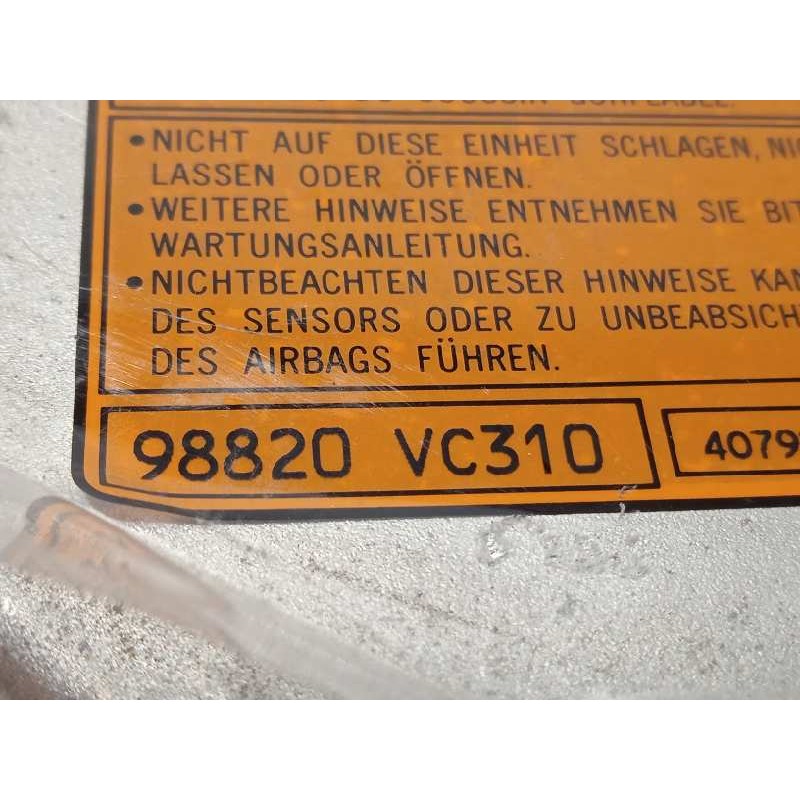 GONFLABLE.
•NICHT AUF DIESE EINHEIT SCHLAGEN,
LASSEN ODER ÖFFNEN.
•WEITERE HINWEISE ENTNEHMEN SIE
WARTUNGSANLEITUNG.
•NICHTBEACHTEN DIESER HINWEISE
DES SENSORS ODER ZU
DES AIRBAGS FÜHREN.
98820 VC310